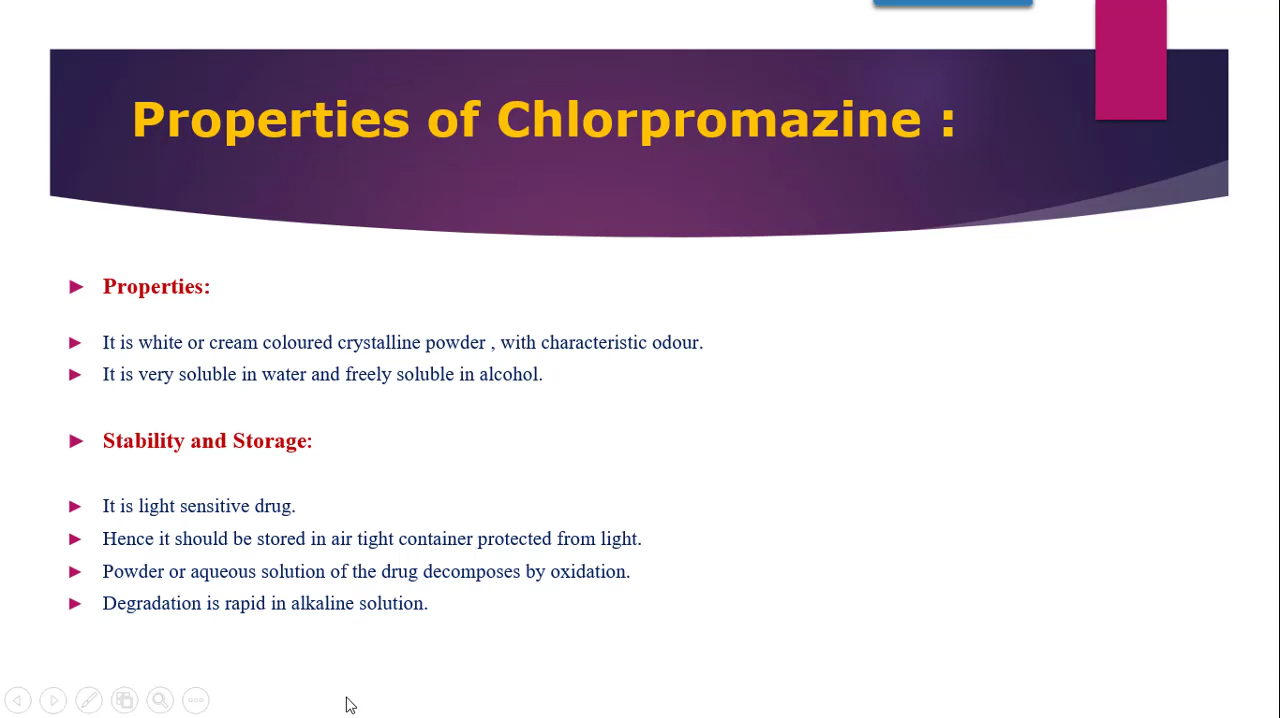 Properties of Chlorpromazine :
Properties:
It is white or cream coloured crystalline powder , with characteristic odour.
It is very soluble in water and freely soluble in alcohol.
Stability and Storage:
It is light sensitive drug.
Hence it should be stored in air tight container protected from light.
Powder or aqueous solution of the drug decomposes by oxidation.
Degradation is rapid in alkaline solution.